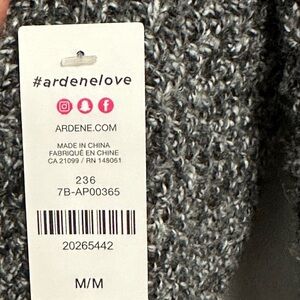 #ardenelove
ARDENE.COM
MADE IN CHINA
FABRIQUÉ EN CHINE
CA 21099 / RN 148061
236
7B-AP00365
20265442
M/M